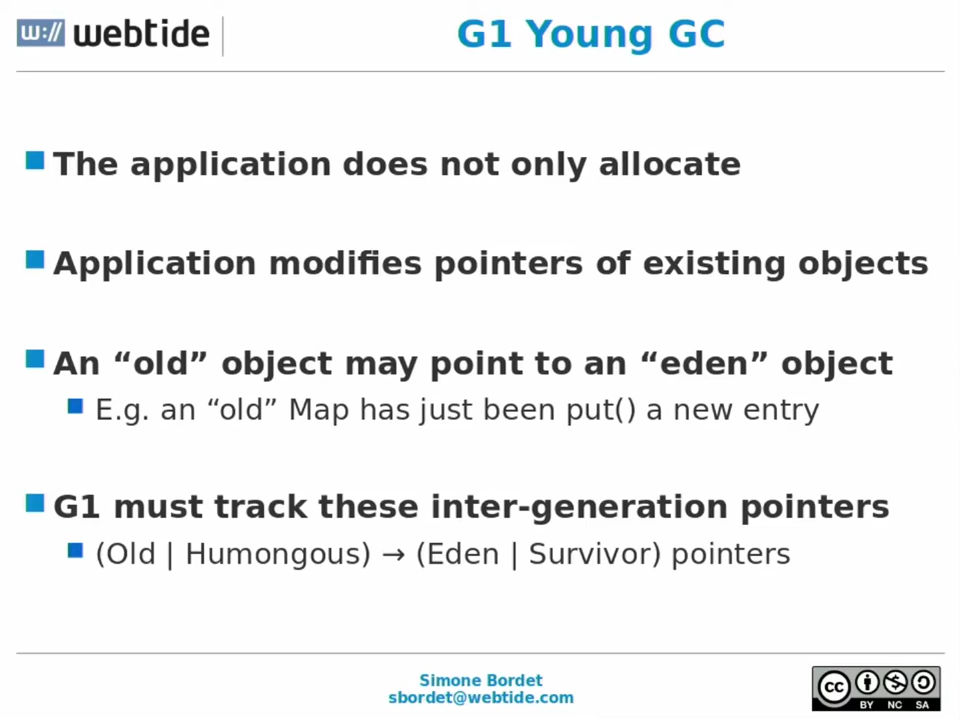 w:// webtide
G1 Young GC
The application does not only allocate
Application modifies pointers of existing objects
An “old” object may point to an “eden” object
E.g. an “old” Map has just been put() a new entry
G1 must track these inter-generation pointers
(Old | Humongous) → (Eden | Survivor) pointers
Simone Bordet
sbordet@webtide.com
cc
BY NC SA